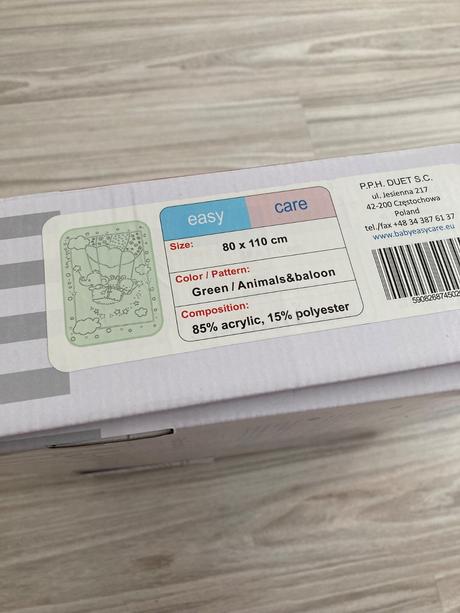 easy care
Size:
80 x 110 cm
Color / Pattern:
Green / Animals&baloon
Composition:
85% acrylic, 15% polyester
P.P.H. DUET S.C.
ul. Jesienna 217
42-200 Częstochowa
Poland
tel./fax +48 34 387 61 37
www.babyeasycare.eu